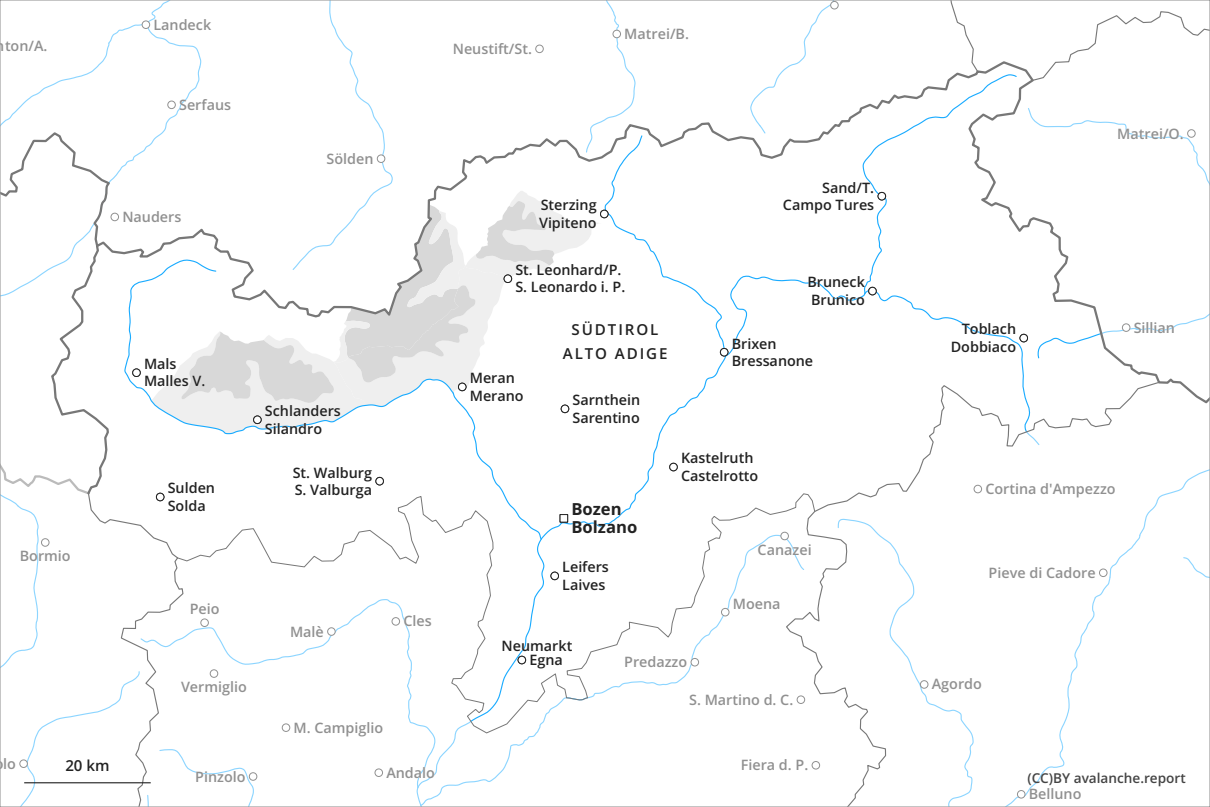 Landeck
nton/A.
Neustift/St.
Matrei/B.
Serfaus
Matrei/O.
Sölden
Nauders
Sand/T.
Campo Tures
Sterzing
Vipiteno
St. Leonhard/P.
S. Leonardo i. P.
Bruneck
Brunico
SÜDTIROL
ALTO ADIGE
Toblach
Dobbiaco
Sillian
Brixen
Bressanone
Mals
Malles V.
Meran
Merano
Schlanders
Silandro
Sarnthein
Sarentino
Kastelruth
Castelrotto
St. Walburg
S. Valburga
Sulden
Solda
Cortina d'Ampezzo
Bozen
Bolzano
Bormio
Canazei
Leifers
Laives
Pieve di Cadore
Peio
Malè
Cles
Moena
Neumarkt
Egna
Predazzo
Vermiglio
Agordo
S. Martino d. C.
M. Campiglio
olo
20 km
Pinzolo
Andalo
Fiera d. P.
(CC)BY avalanche.report
Belluno